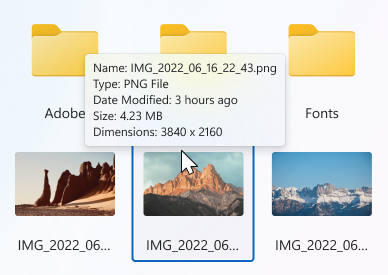 Name: IMG_2022_06_16_22_43.png
Type: PNG File
Date Modified: 3 hours ago
Size: 4.23 MB
Dimensions: 3840 x 2160
Adobe
Fonts
IMG_2022_06...
IMG_2022_06...
IMG_2022_06...